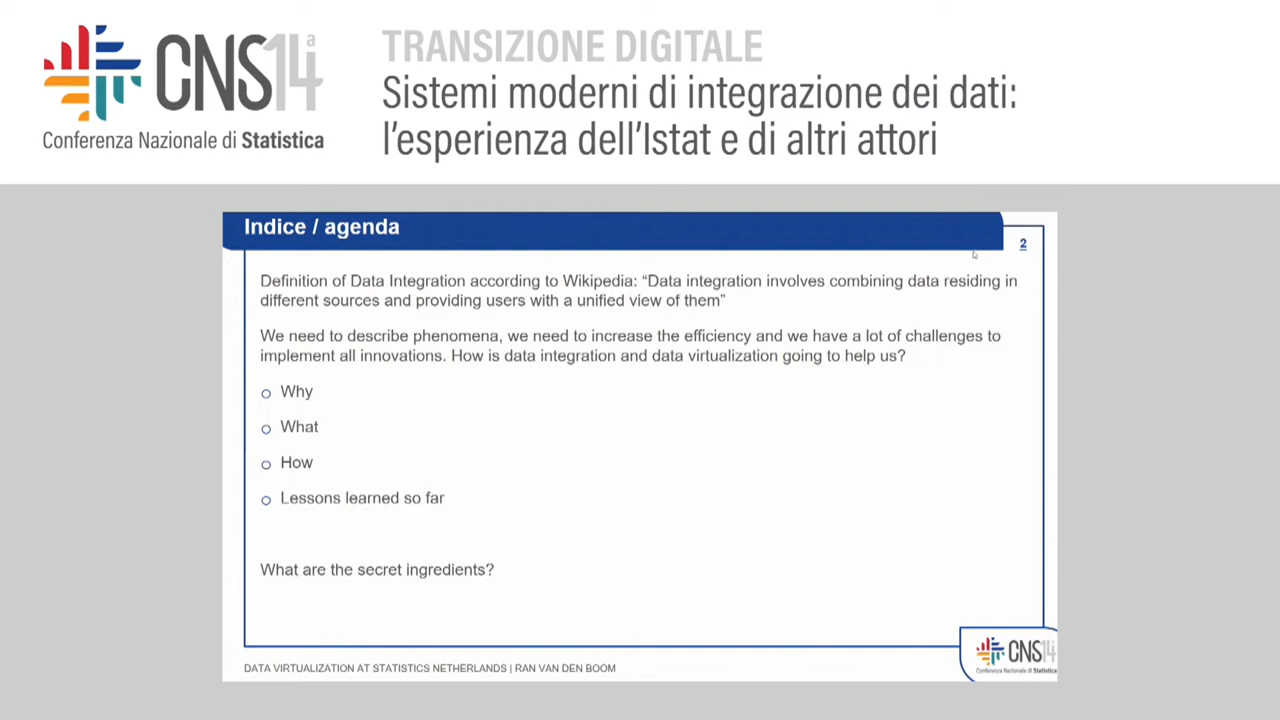 CNS14ª
Conferenza Nazionale di Statistica
TRANSIZIONE DIGITALE
Sistemi moderni di integrazione dei dati:
l'esperienza dell'Istat e di altri attori
Indice / agenda
2
Definition of Data Integration according to Wikipedia: “Data integration involves combining data residing in
different sources and providing users with a unified view of them”
We need to describe phenomena, we need to increase the efficiency and we have a lot of challenges to
implement all innovations. How is data integration and data virtualization going to help us?
Why
What
How
Lessons learned so far
What are the secret ingredients?
DATA VIRTUALIZATION AT STATISTICS NETHERLANDS | RAN VAN DEN BOOM
CNS14
Conferenza Nazionale di Statistica